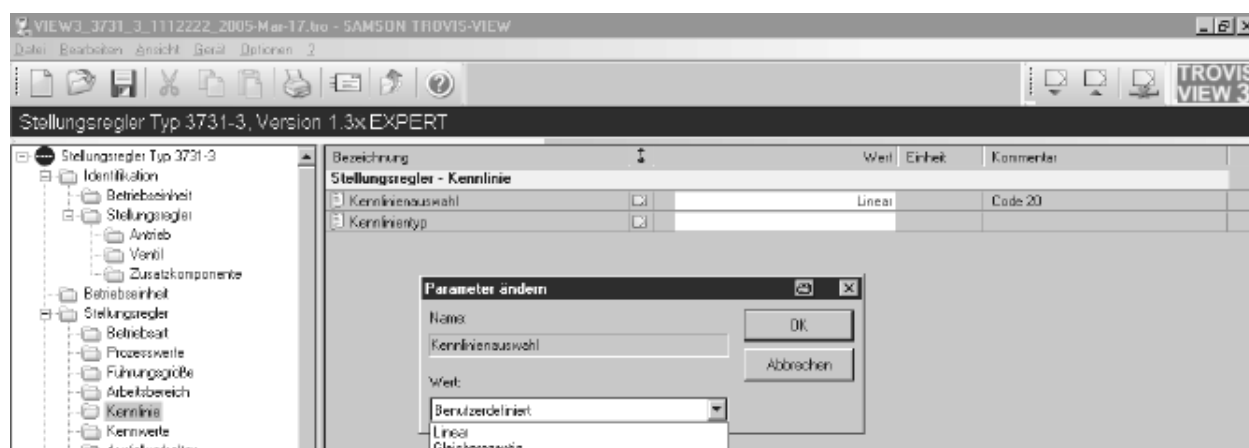 VIEW3_3731_3_1112222_2005-Mar-17.tro - SAMSON TROVIS-VIEW
Datei Bearbeiten Ansicht Gerät Optionen ?
TROVIS
VIEW 3
Stellungsregler Typ 3731-3, Version 1.3x EXPERT
Stellungsregler Typ 3731-3
Identifikation
Betriebseinheit
Stellungsregler
Antrieb
Ventil
Zusatzkomponente
Betriebseinheit
Stellungsregler
Betriebsart
Prozesswerte
Führungsgröße
Arbeitsbereich
Kennlinie
Kennwerte
Bezeichnung Wert Einheit Kommentar
Stellungsregler - Kennlinie
Kennlinienauswahl Linear Code 20
Kennlinientyp
Parameter ändern
Name:
Kennlinienauswahl
OK
Abbrechen
Wert:
Benutzerdefiniert
Linear